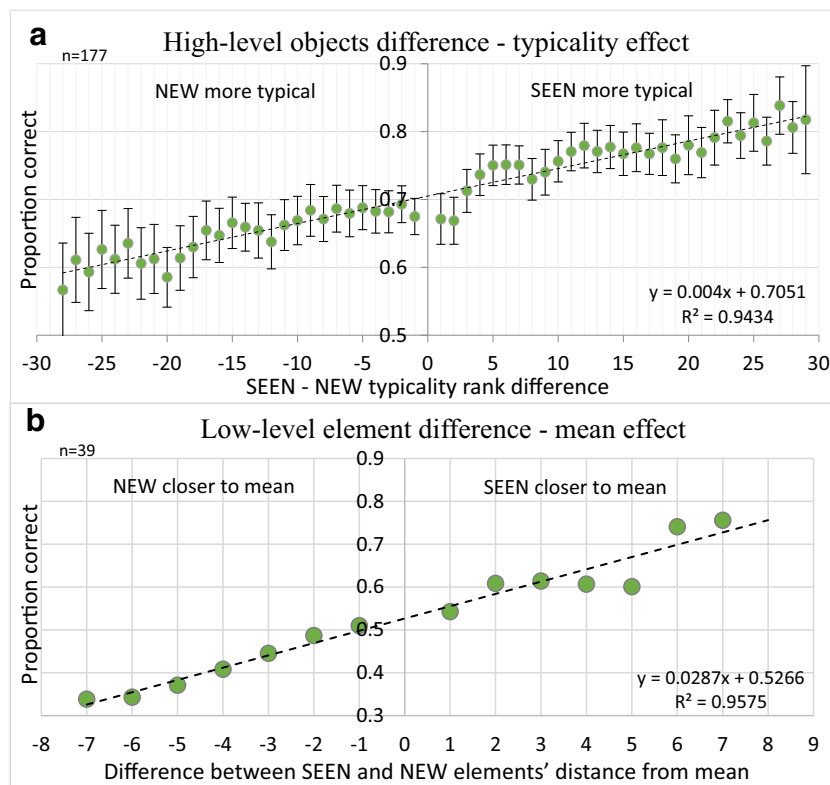 a
High-level objects difference - typicality effect
n=177
0.9
NEW more typical
SEEN more typical
0.8
0.7
0.6
0.5
Proportion correct
y = 0.004x + 0.7051
R² = 0.9434
-30 -25 -20 -15 -10 -5 0 5 10 15 20 25 30
SEEN - NEW typicality rank difference
b
Low-level element difference - mean effect
n=39
0.9
NEW closer to mean
SEEN closer to mean
0.8
0.7
0.6
0.5
0.4
0.3
Proportion correct
y = 0.0287x + 0.5266
R² = 0.9575
-8 -7 -6 -5 -4 -3 -2 -1 0 1 2 3 4 5 6 7 8 9
Difference between SEEN and NEW elements’ distance from mean